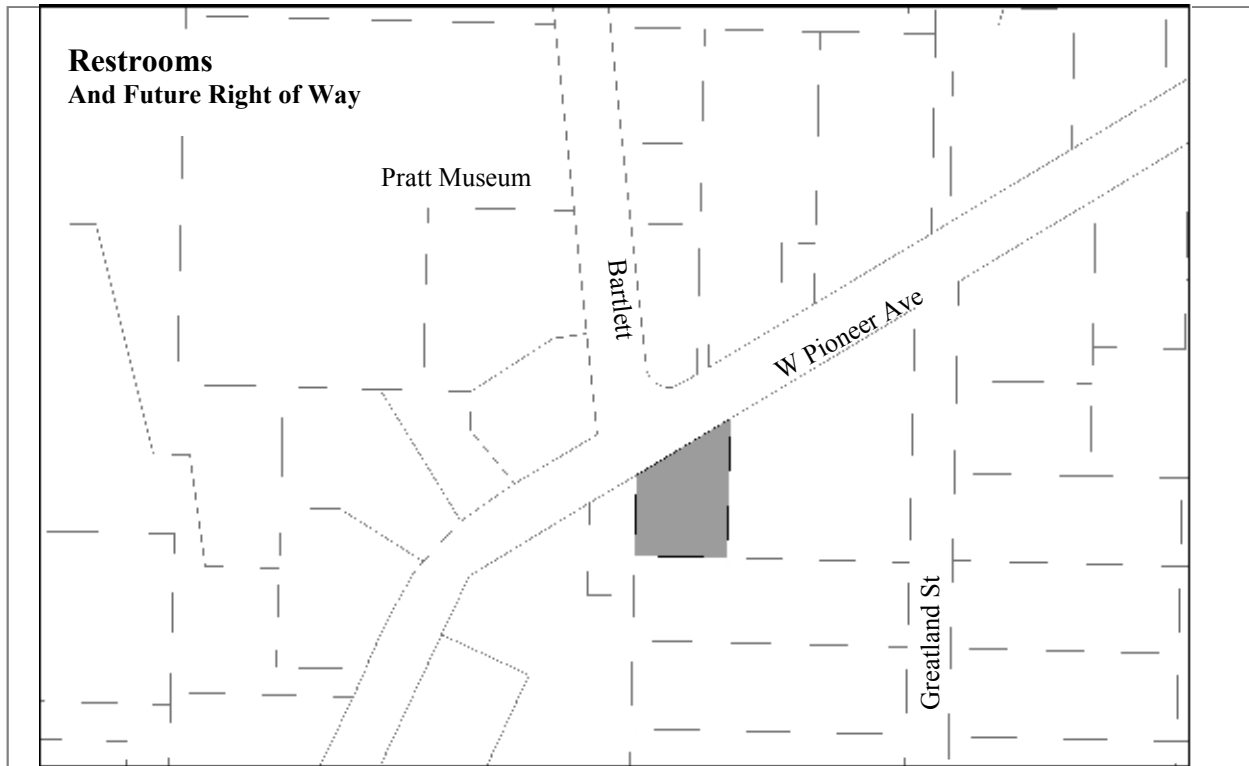 Restrooms
And Future Right of Way
Pratt Museum
Bartlett
W Pioneer Ave
Greatland St